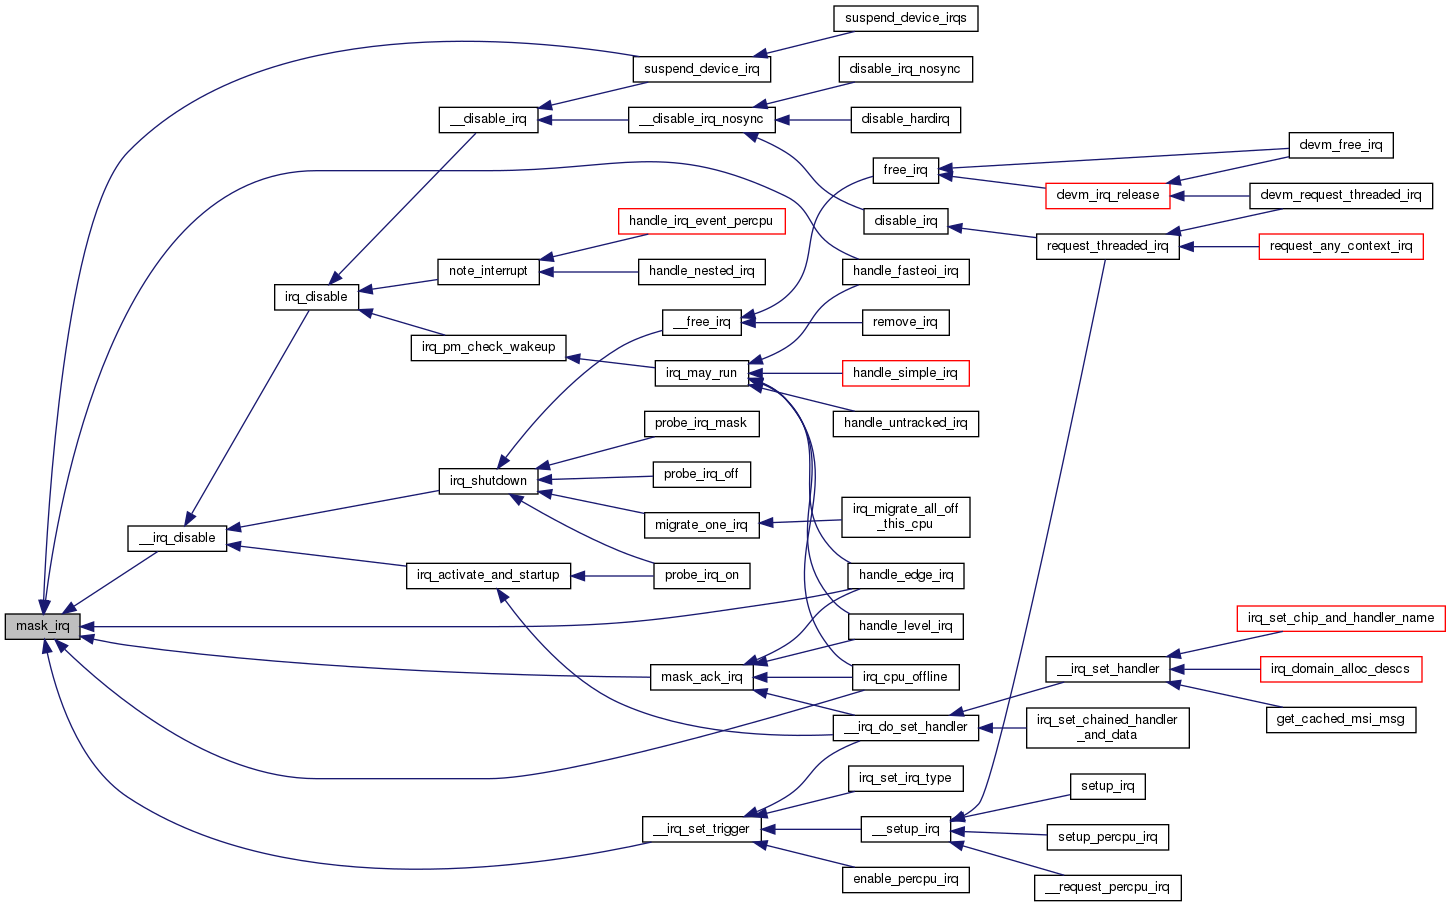 suspend_device_irqs
suspend_device_irq
disable_irq_nosync
__disable_irq
__disable_irq_nosync
disable_hardirq
devm_free_irq
free_irq
devm_irq_release
devm_request_threaded_irq
handle_irq_event_percpu
disable_irq
request_threaded_irq
request_any_context_irq
note_interrupt
handle_nested_irq
handle_fasteoi_irq
irq_disable
__free_irq
remove_irq
irq_pm_check_wakeup
irq_may_run
handle_simple_irq
probe_irq_mask
handle_untracked_irq
irq_shutdown
probe_irq_off
irq_migrate_all_off
_this_cpu
migrate_one_irq
__irq_disable
irq_activate_and_startup
probe_irq_on
handle_edge_irq
mask_irq
handle_level_irq
irq_set_chip_and_handler_name
mask_ack_irq
irq_cpu_offline
__irq_set_handler
irq_domain_alloc_descs
__irq_do_set_handler
irq_set_chained_handler
_and_data
get_cached_msi_msg
irq_set_irq_type
setup_irq
__irq_set_trigger
__setup_irq
setup_percpu_irq
enable_percpu_irq
__request_percpu_irq